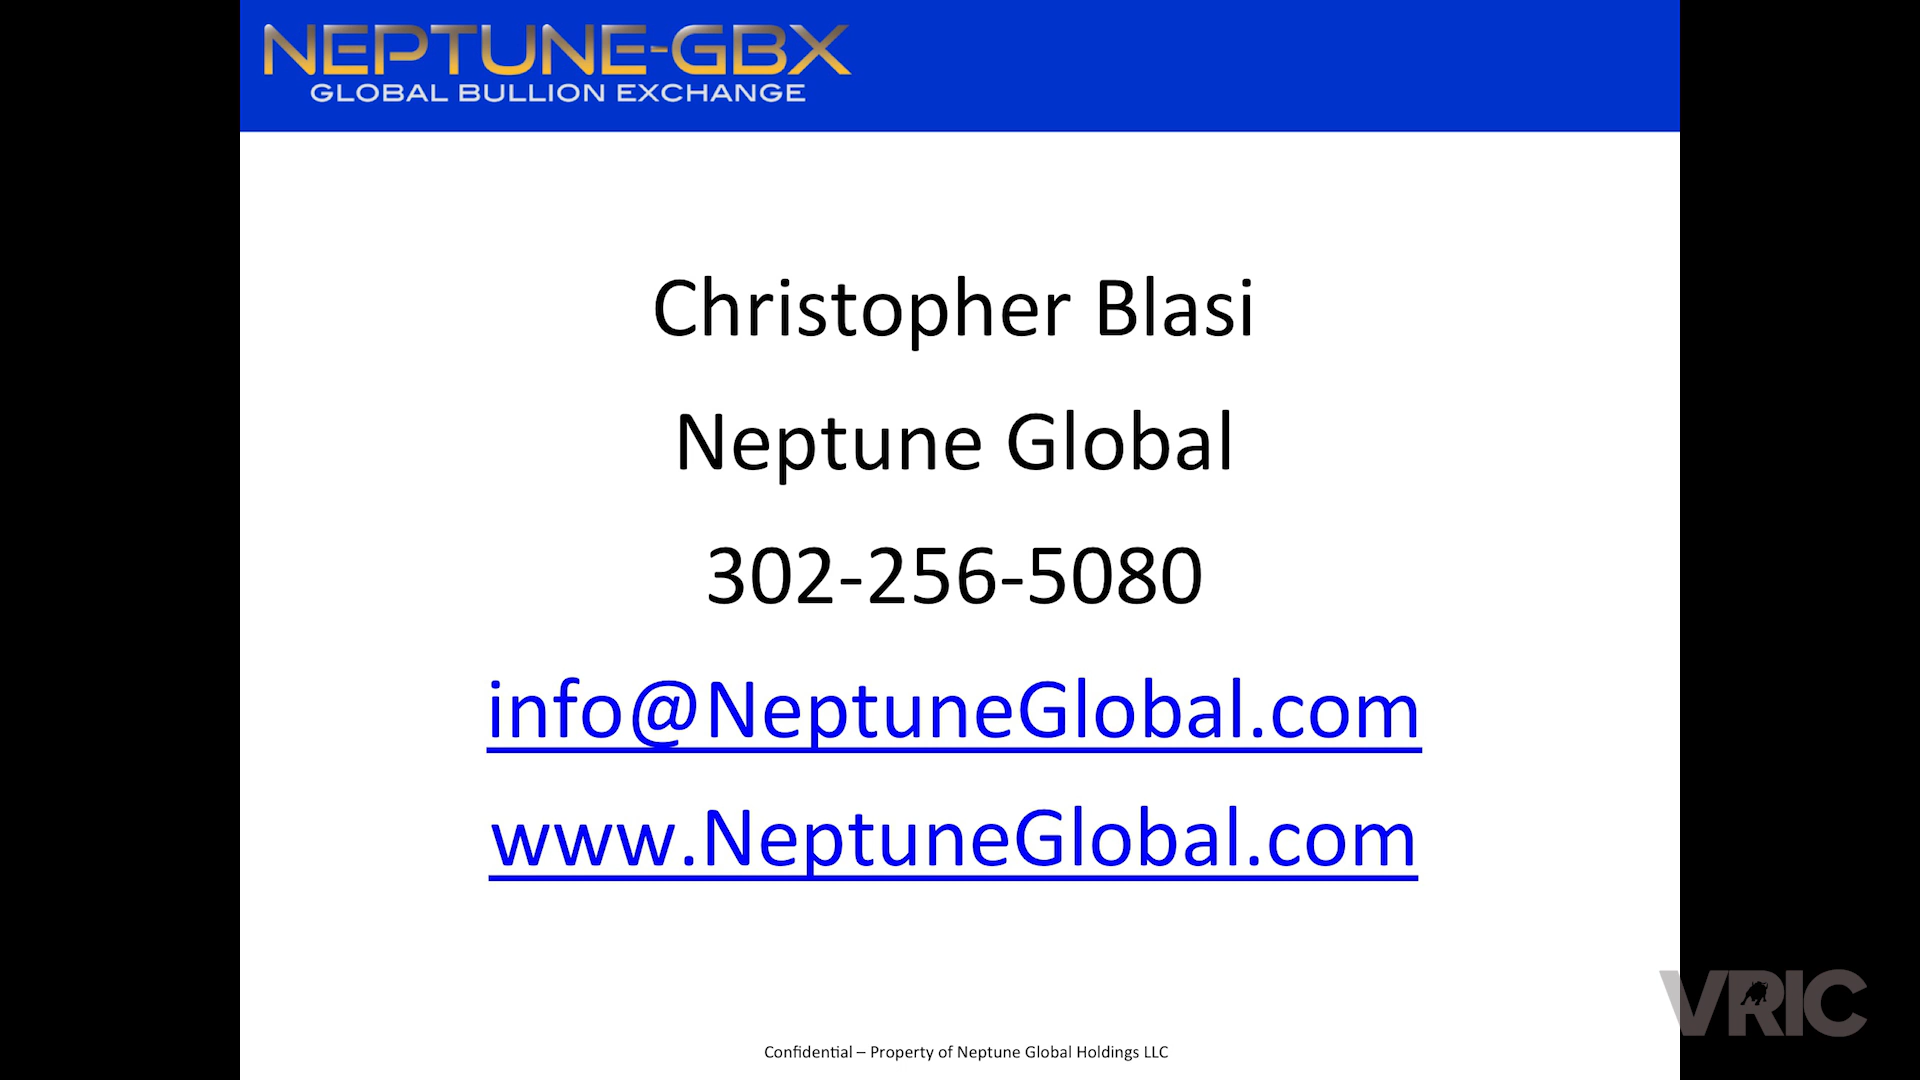 NEPTUNE-GBX
GLOBAL BULLION EXCHANGE
Christopher Blasi
Neptune Global
302-256-5080
info@NeptuneGlobal.com
www.NeptuneGlobal.com
VRIC
Confidential – Property of Neptune Global Holdings LLC